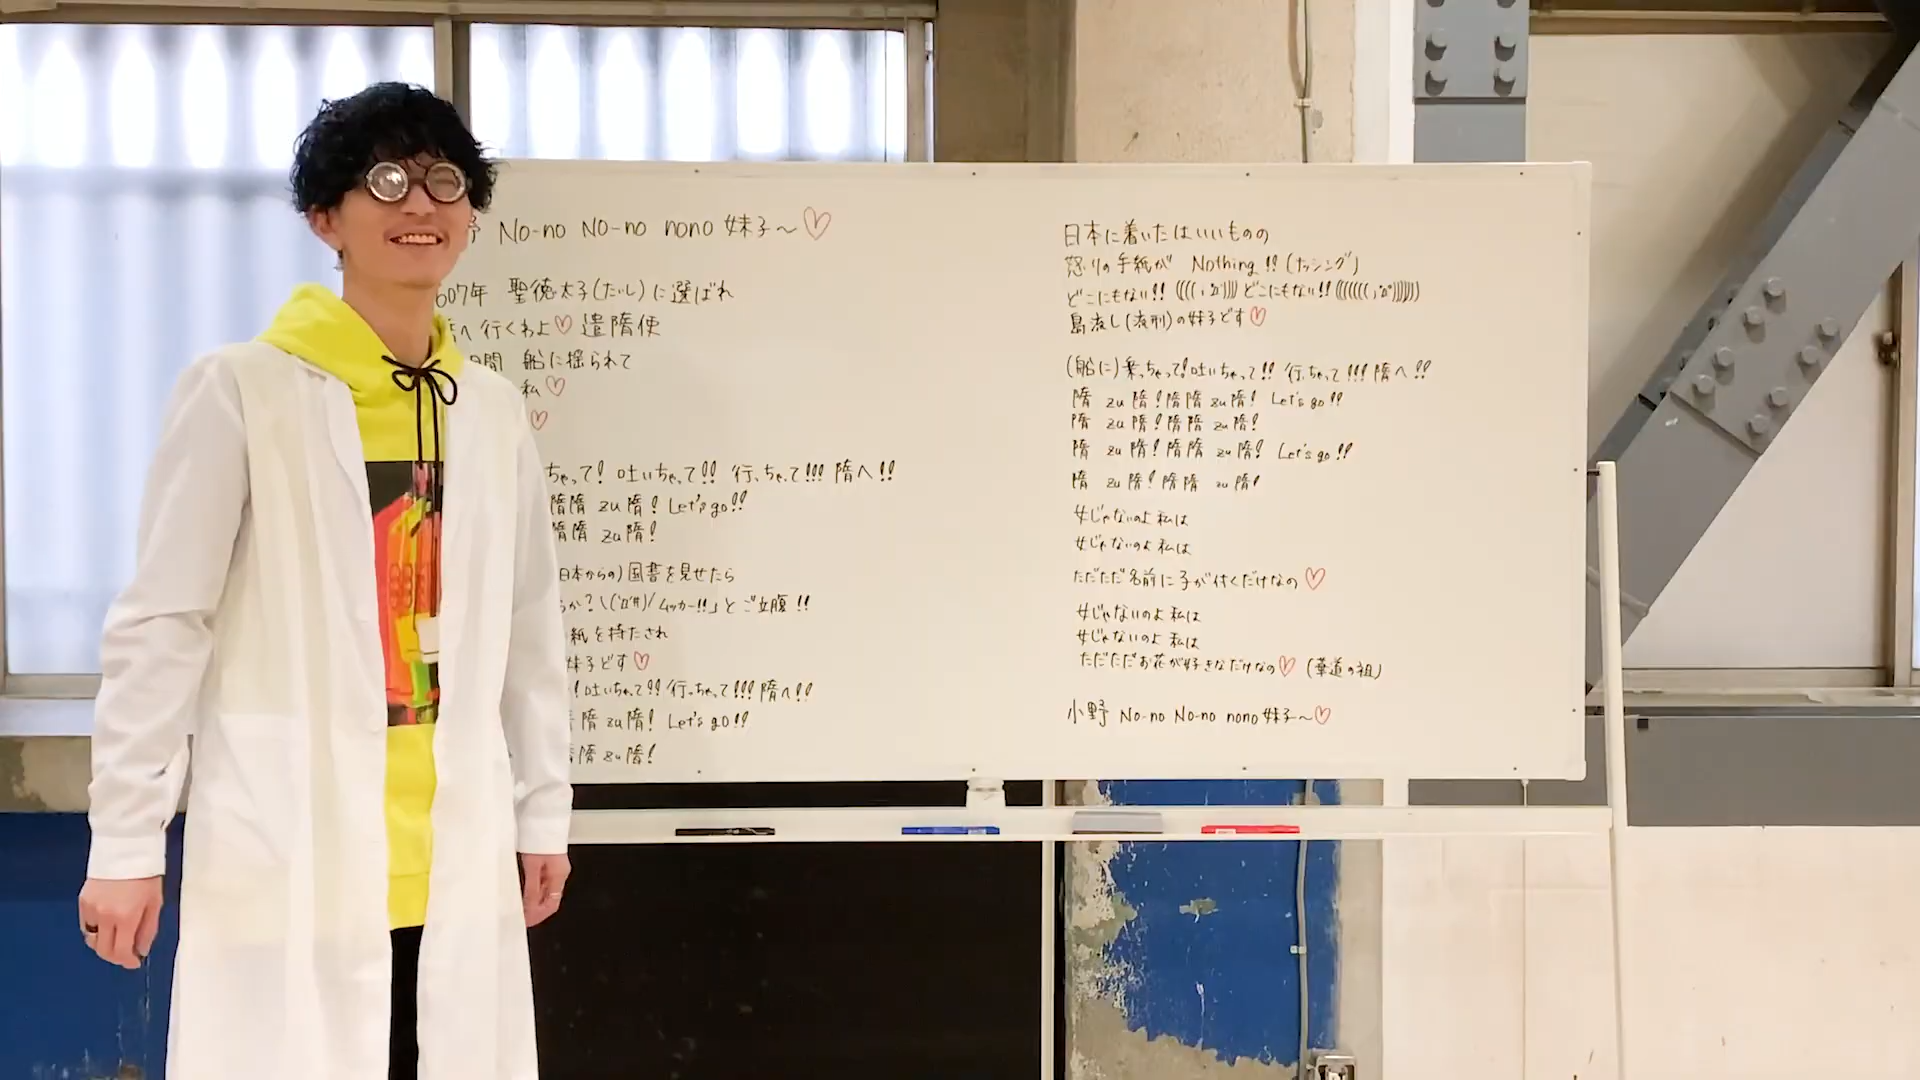 野 No-no No-no nono 妹子〜♡
607年 聖徳太子(たいし)に選ばれ
隋へ行くわよ♡遣隋使
日間 船に揺られて
私♡
♡
ちゃって! 吐いちゃって!! 行っちゃって!!! 隋へ!!
隋隋 zu 隋! Let's go!!
隋隋 zu隋!
日本からの)国書を見せたら
ムッカー!!」とご立腹!!
紙を持たされ
妹子どす♡
!吐いちゃって!! 行っちゃって!!! 隋へ!!
隋 zu隋! Let's go!!
隋隋 zu隋!
日本に着いたはいいものの
怒りの手紙が Nothing!!(ナッシング)
どこにもない!! どこにもない!!
島流し(流刑)の妹子どす♡
(船に)乗っちゃって!吐いちゃって!! 行っちゃって!!! 隋へ!!
隋 zu 隋!隋隋 zu隋! Let's go!!
隋 zu 隋!隋隋 zu隋!
隋 zu隋!隋隋 zu隋! Let's go!!
隋 zu隋!隋隋 zu隋!
女じゃないのよ 私は
女じゃないのよ 私は
ただただ名前に子が付くだけなの♡
女じゃないのよ 私は
女じゃないのよ 私は
ただただお花が好きなだけなの♡ (華道の祖)
小野 No-no No-no nono妹子〜♡